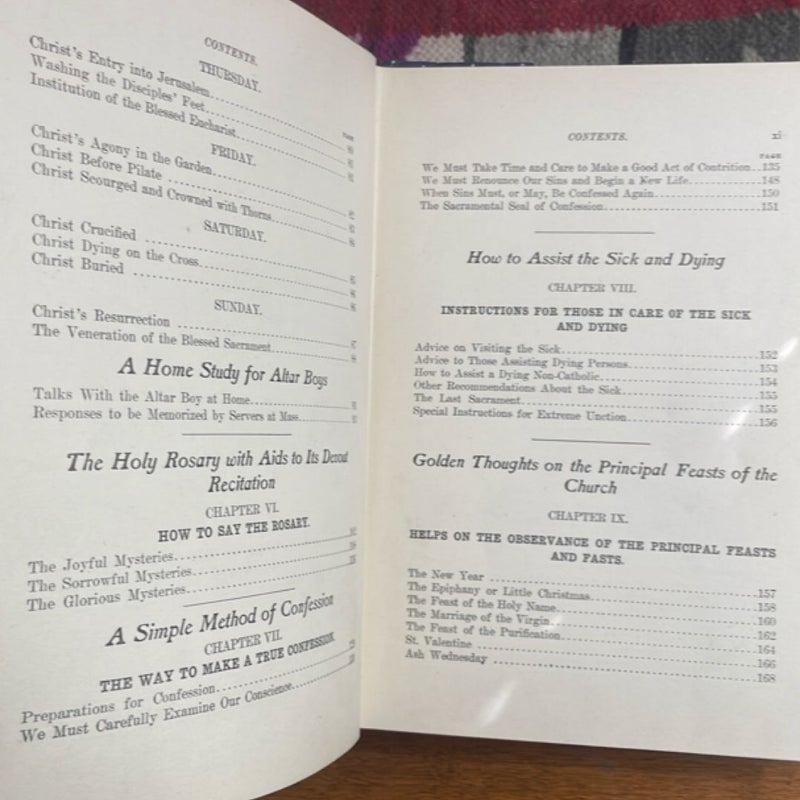 CONTENTS.
THURSDAY.
Christ's Entry into Jerusalem
Washing the Disciples' Feet
Institution of the Blessed Eucharist
FRIDAY.
Christ's Agony in the Garden
Christ Before Pilate
Christ Scourged and Crowned with Thorns
SATURDAY.
Christ Crucified
Christ Dying on the Cross
Christ Buried
SUNDAY.
Christ's Resurrection
The Veneration of the Blessed Sacrament
A Home Study for Altar Boys
Talks With the Altar Boy at Home
Responses to be Memorized by Servers at Mass
The Holy Rosary with Aids to Its Devout
Recitation
CHAPTER VI.
HOW TO SAY THE ROSARY.
The Joyful Mysteries
The Sorrowful Mysteries
The Glorious Mysteries
A Simple Method of Confession
CHAPTER VII.
THE WAY TO MAKE A TRUE CONFESSION
Preparations for Confession
We Must Carefully Examine Our Conscience
CONTENTS. xi
PAGE
We Must Take Time and Care to Make a Good Act of Contrition..135
We Must Renounce Our Sins and Begin a New Life 148
When Sins Must, or May, Be Confessed Again 150
The Sacramental Seal of Confession 151
How to Assist the Sick and Dying
CHAPTER VIII.
INSTRUCTIONS FOR THOSE IN CARE OF THE SICK
AND DYING
Advice on Visiting the Sick 152
Advice to Those Assisting Dying Persons 153
How to Assist a Dying Non-Catholic 154
Other Recommendations About the Sick 155
The Last Sacrament 155
Special Instructions for Extreme Unction 156
Golden Thoughts on the Principal Feasts of the
Church
CHAPTER IX.
HELPS ON THE OBSERVANCE OF THE PRINCIPAL FEASTS
AND FASTS.
The New Year 157
The Epiphany or Little Christmas 158
The Feast of the Holy Name 160
The Marriage of the Virgin 162
The Feast of the Purification 164
St. Valentine 166
Ash Wednesday 168